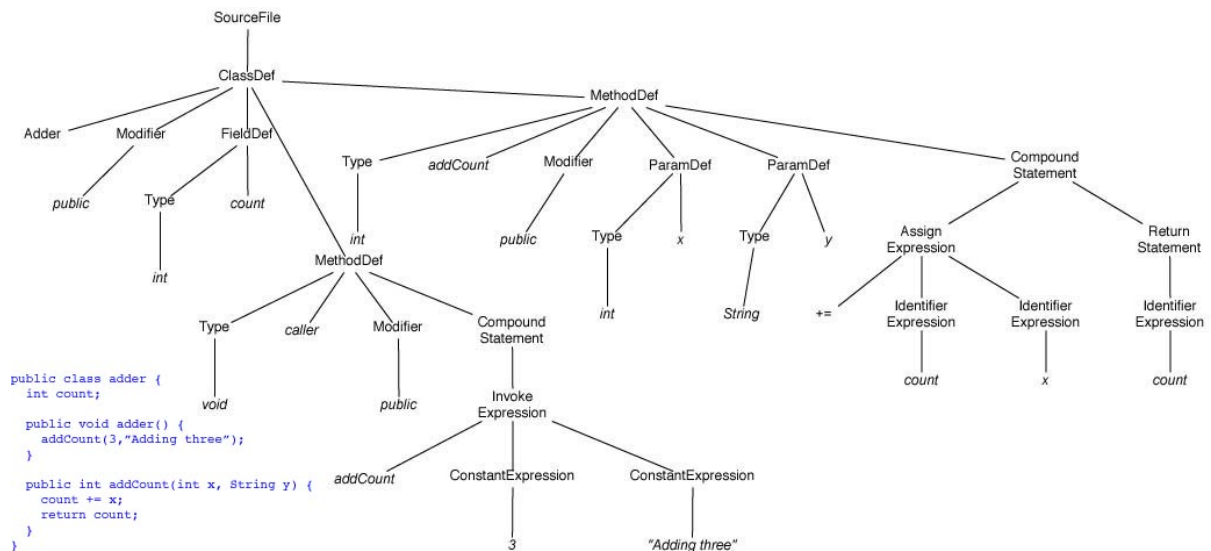 SourceFile
ClassDef
MethodDef
Adder Modifier FieldDef
Type addCount Modifier ParamDef ParamDef Compound
Statement
public Type count
int public Type x Type y Assign
Expression Return
Statement
int MethodDef
int String += Identifier
Expression Identifier
Expression Identifier
Expression
Type caller Modifier Compound
Statement
count x count
void public Invoke
Expression
addCount ConstantExpression ConstantExpression
3 "Adding three"
public class adder {
int count;
public void adder() {
addCount(3,"Adding three");
}
public int addCount(int x, String y) {
count += x;
return count;
}
}